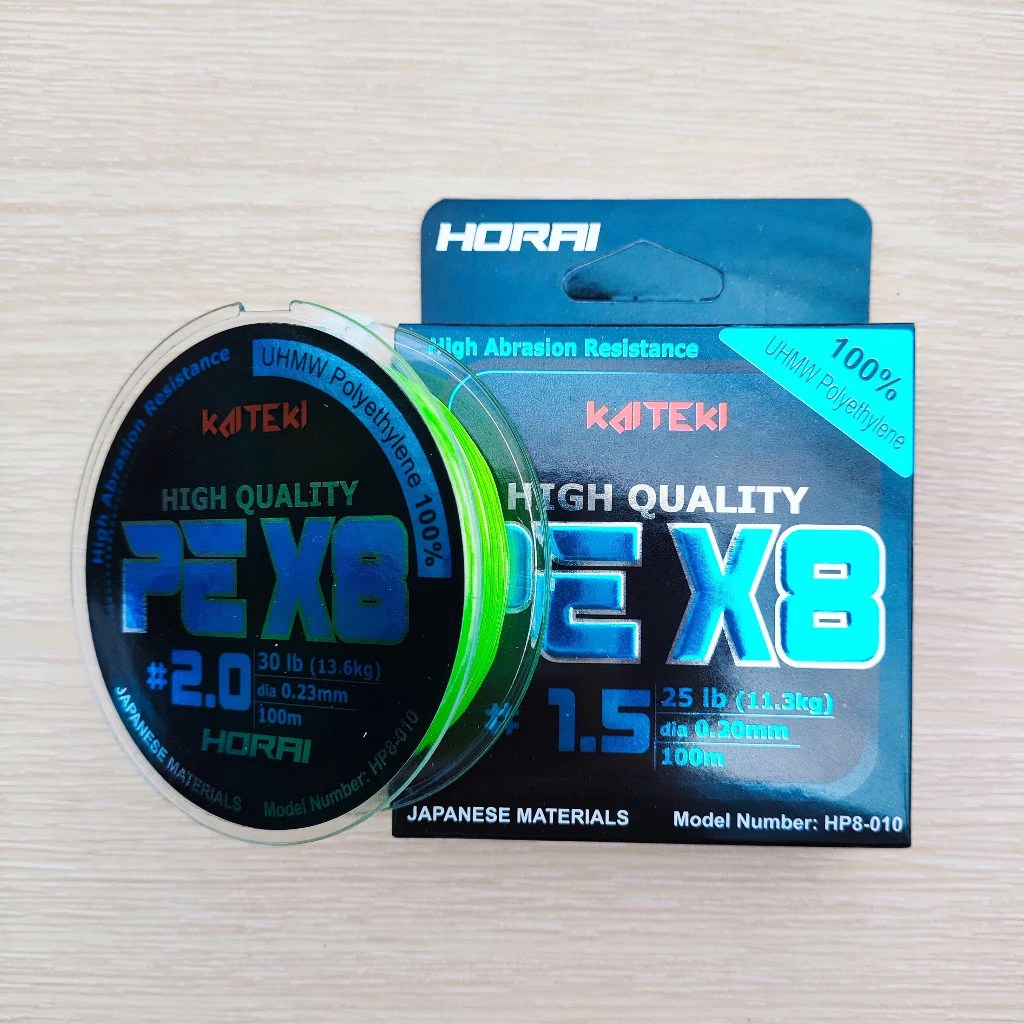 HORAI
High Abrasion Resistance
100%
UHMW Polyethylene
KAITEKI
HIGH QUALITY
PE X8
# 1.5
25 lb (11.3kg)
dia 0.20mm
100m
JAPANESE MATERIALS
Model Number: HP8-010
High Abrasion Resistance
UHMW Polyethylene 100%
KAITEKI
HIGH QUALITY
PE X8
#2.0
30 lb (13.6kg)
dia 0.23mm
100m
HORAI
JAPANESE MATERIALS
Model Number: HP8-010